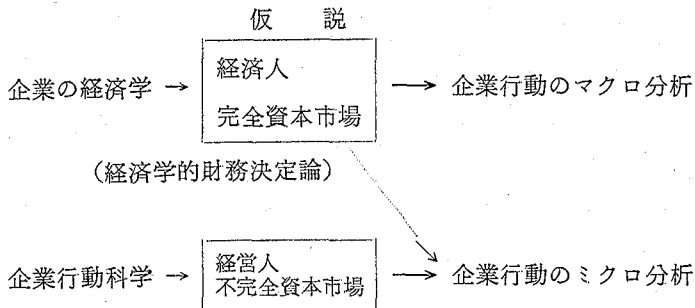 仮　説
企業の経済学 → 経済人 → 企業行動のマクロ分析
完全資本市場
（経済学的財務決定論）
企業行動科学 → 経営人 → 企業行動のミクロ分析
不完全資本市場